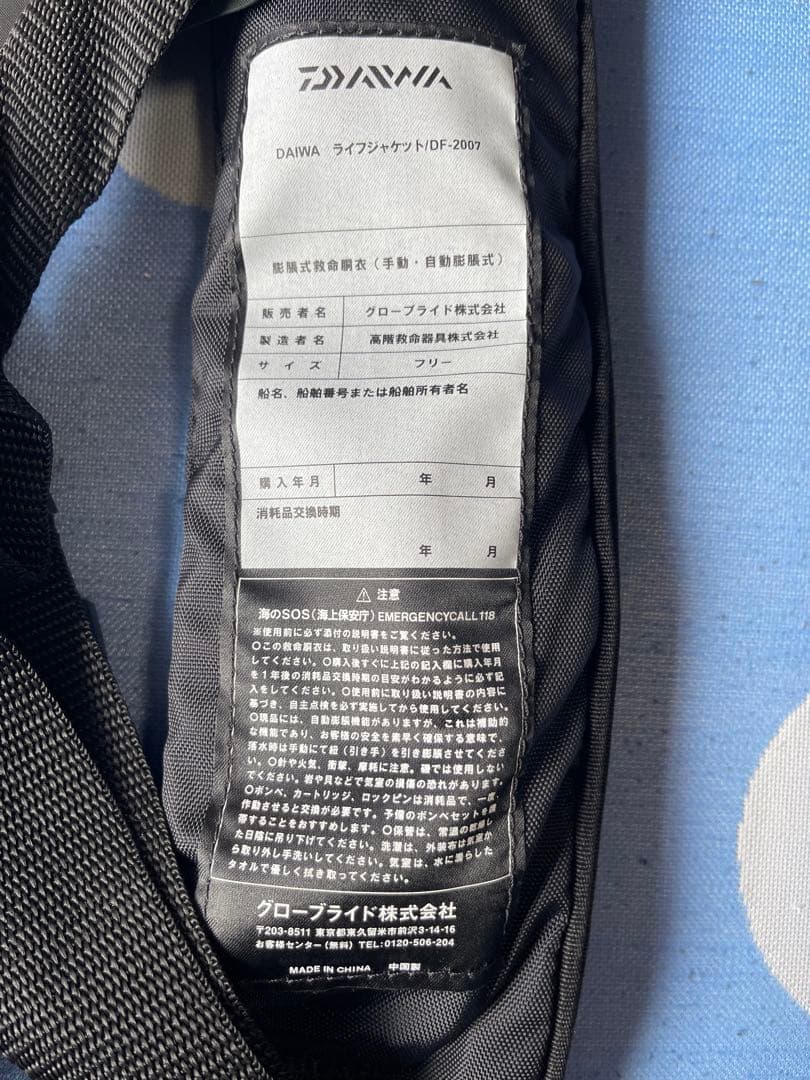 DAIWA
DAIWA ライフジャケット/DF-2007
膨脹式救命胴衣（手動・自動膨脹式）
販売者名 グローブライド株式会社
製造者名 高階救命器具株式会社
サイズ フリー
船名、船舶番号または船舶所有者名
購入年月 年 月
消耗品交換時期
年 月
⚠ 注意
海のSOS（海上保安庁）EMERGENCYCALL118
※使用前に必ず添付の説明書をご覧ください。
○この救命胴衣は、取り扱い説明書に従った方法で使用
してください。○購入後すぐに上記の記入欄に購入年月
と1年後の消耗品交換時期の目安がわかるように必ず記
入をしてください。○使用前に取り扱い説明書の内容に
基づき、自主点検を必ず実施してから使用してください。
○現品には、自動膨脹機能がありますが、これは補助的
な機能であり、お客様の安全を素早く確保する意味で、
落水時は手動にて紐（引き手）を引き膨脹させてくださ
い。○針や火気、衝撃、摩耗に注意。磯では使用しない
でください。岩や貝などで気室の損傷の恐れがあります。
○ボンベ、カートリッジ、ロックピンは消耗品で、一度
作動させると交換が必要です。予備のボンベセットを携
帯することをおすすめします。○保管は、常温の乾燥し
た日陰に吊り下げてください。洗濯は、外装布は気室か
ら取り外し手洗いしてください。気室は、水に濡らした
タオルで優しく拭き取ってください。
グローブライド株式会社
〒203-8511 東京都東久留米市前沢3-14-16
お客様センター（無料）TEL:0120-506-204
MADE IN CHINA 中国製